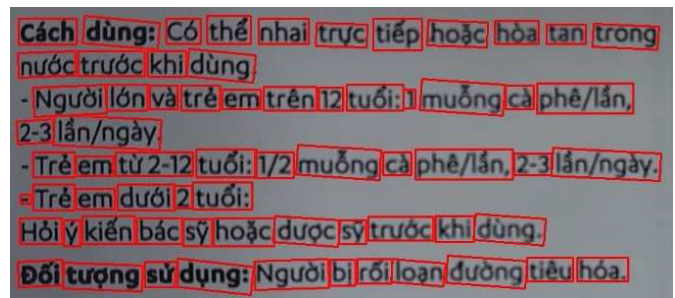 Cách dùng: Có thể nhai trực tiếp hoặc hòa tan trong
nước trước khi dùng.
- Người lớn và trẻ em trên 12 tuổi: 1 muỗng cà phê/lần,
2-3 lần/ngày.
- Trẻ em từ 2-12 tuổi: 1/2 muỗng cà phê/lần, 2-3 lần/ngày.
- Trẻ em dưới 2 tuổi:
Hỏi ý kiến bác sỹ hoặc dược sỹ trước khi dùng.
Đối tượng sử dụng: Người bị rối loạn đường tiêu hóa.